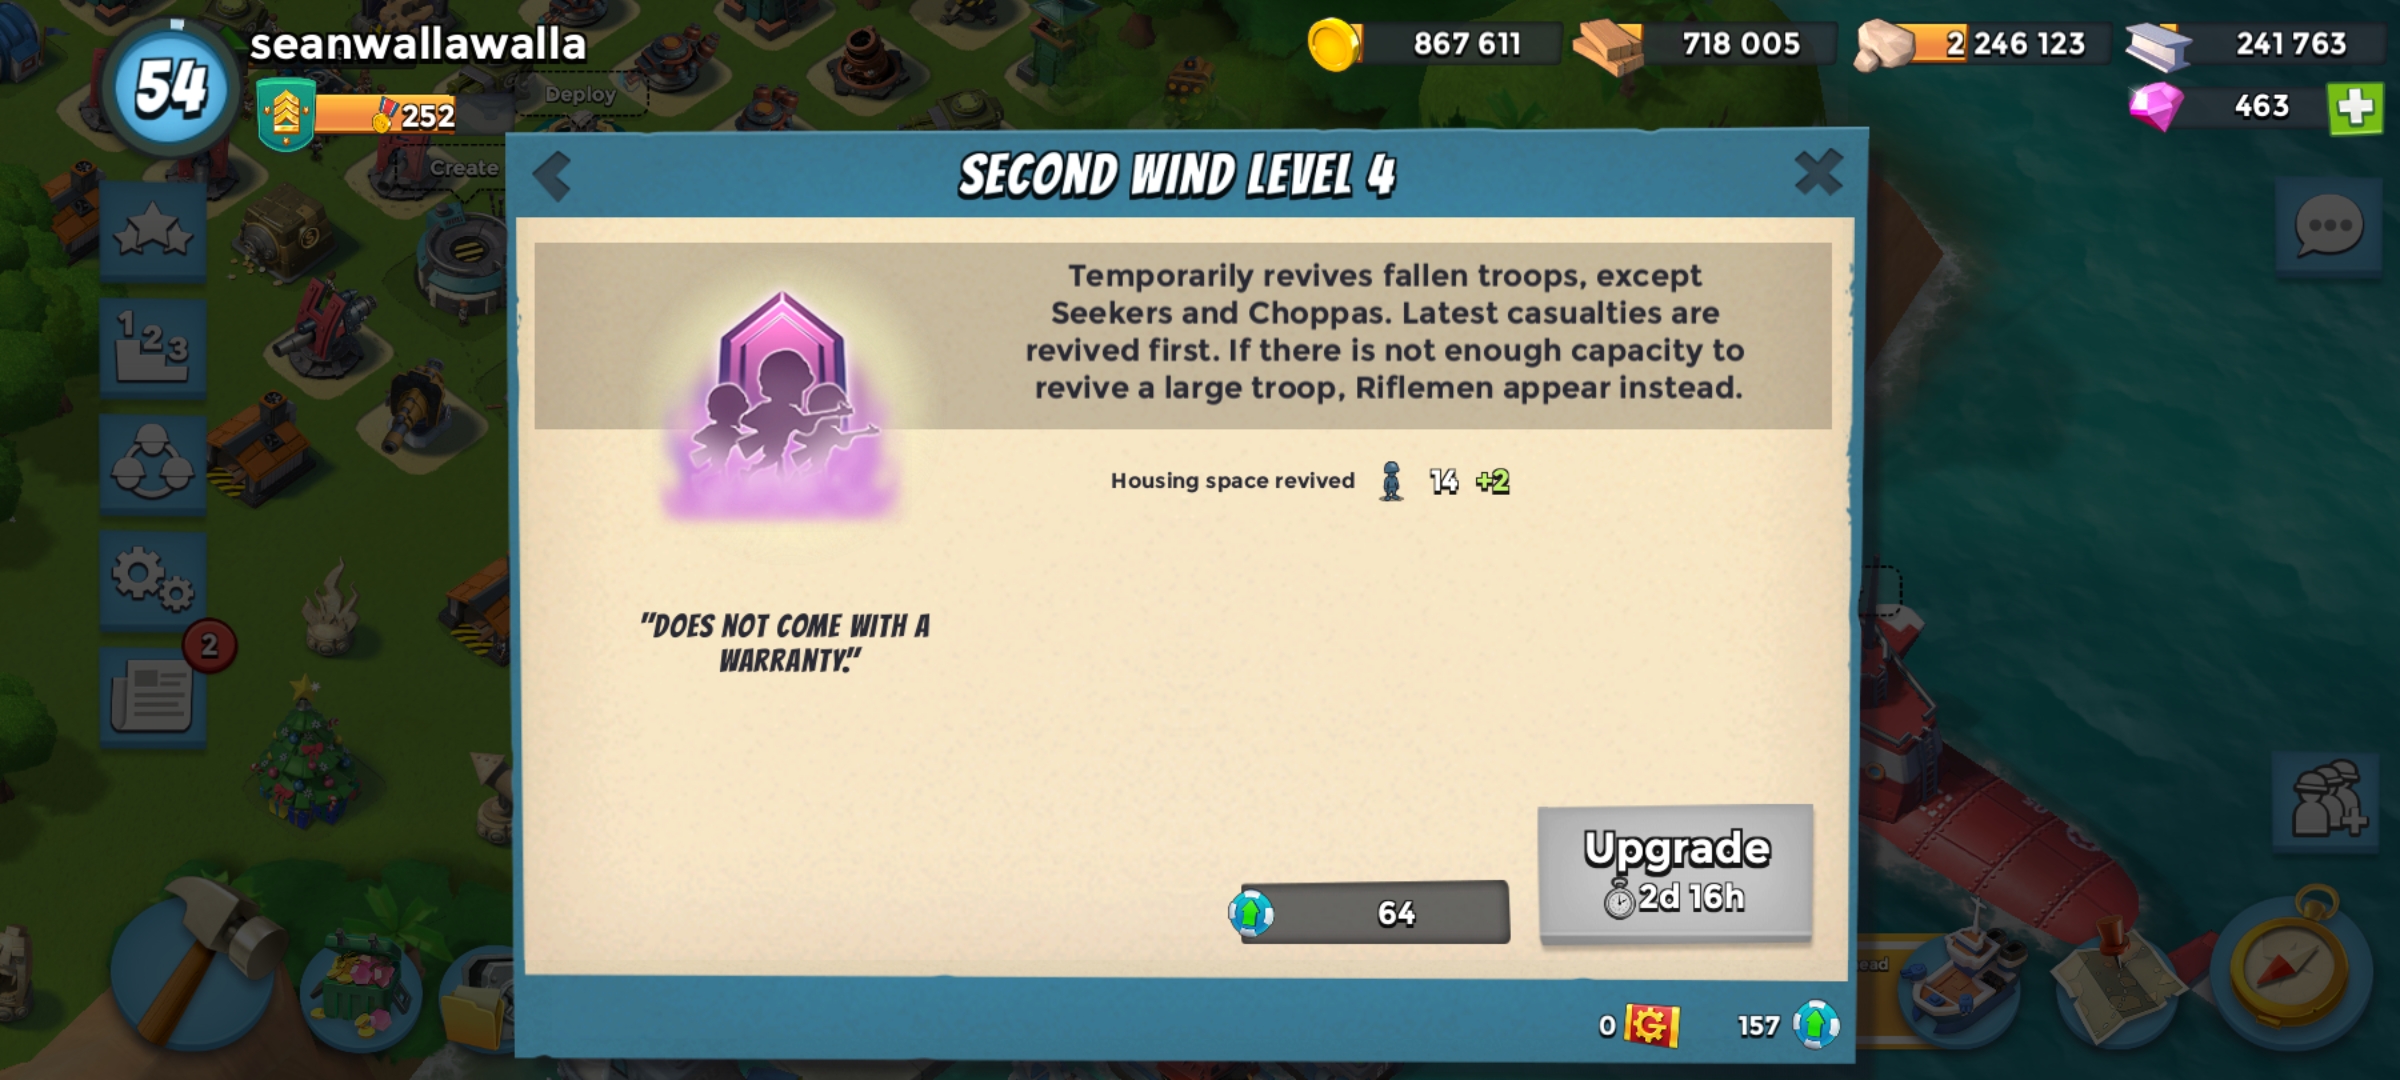 54
seanwallawalla
252
867 611
718 005
2 246 123
241 763
463
Deploy
Create
SECOND WIND LEVEL 4
Temporarily revives fallen troops, except
Seekers and Choppas. Latest casualties are
revived first. If there is not enough capacity to
revive a large troop, Riflemen appear instead.
Housing space revived 14 +2
"DOES NOT COME WITH A
WARRANTY."
123
2
64
Upgrade
2d 16h
0
G
157